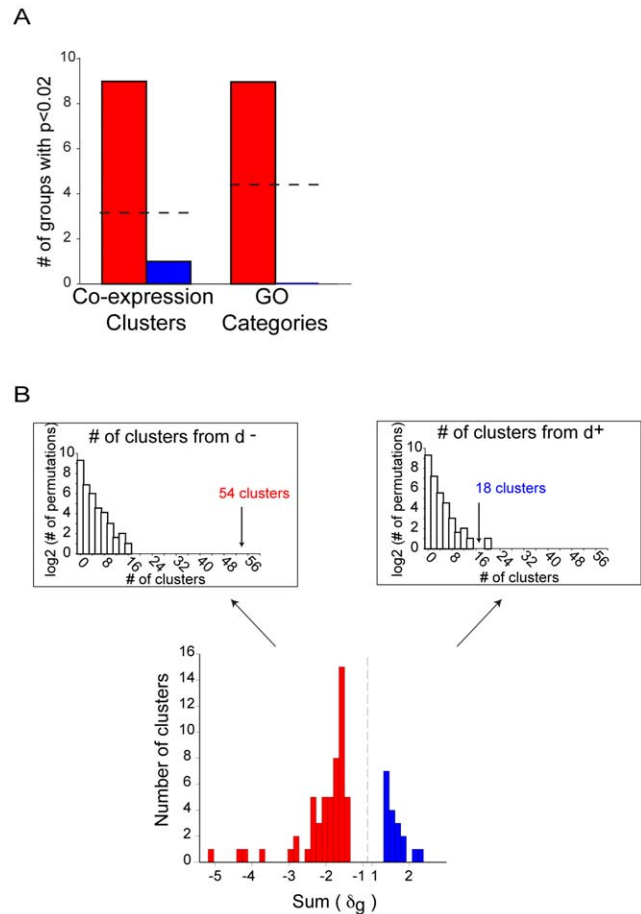 A
# of groups with p<0.02
10
8
6
4
2
0
Co-expression Clusters
GO Categories
B
# of clusters from d -
log2 (# of permutations)
10
8
6
4
2
0
54 clusters
0 8 16 24 32 40 48 56
# of clusters
# of clusters from d+
log2 (# of permutations)
10
8
6
4
2
0
18 clusters
0 8 16 24 32 40 48 56
# of clusters
Number of clusters
16
14
12
10
8
6
4
2
0
-5 -4 -3 -2 -1 1 2
Sum ( δg )